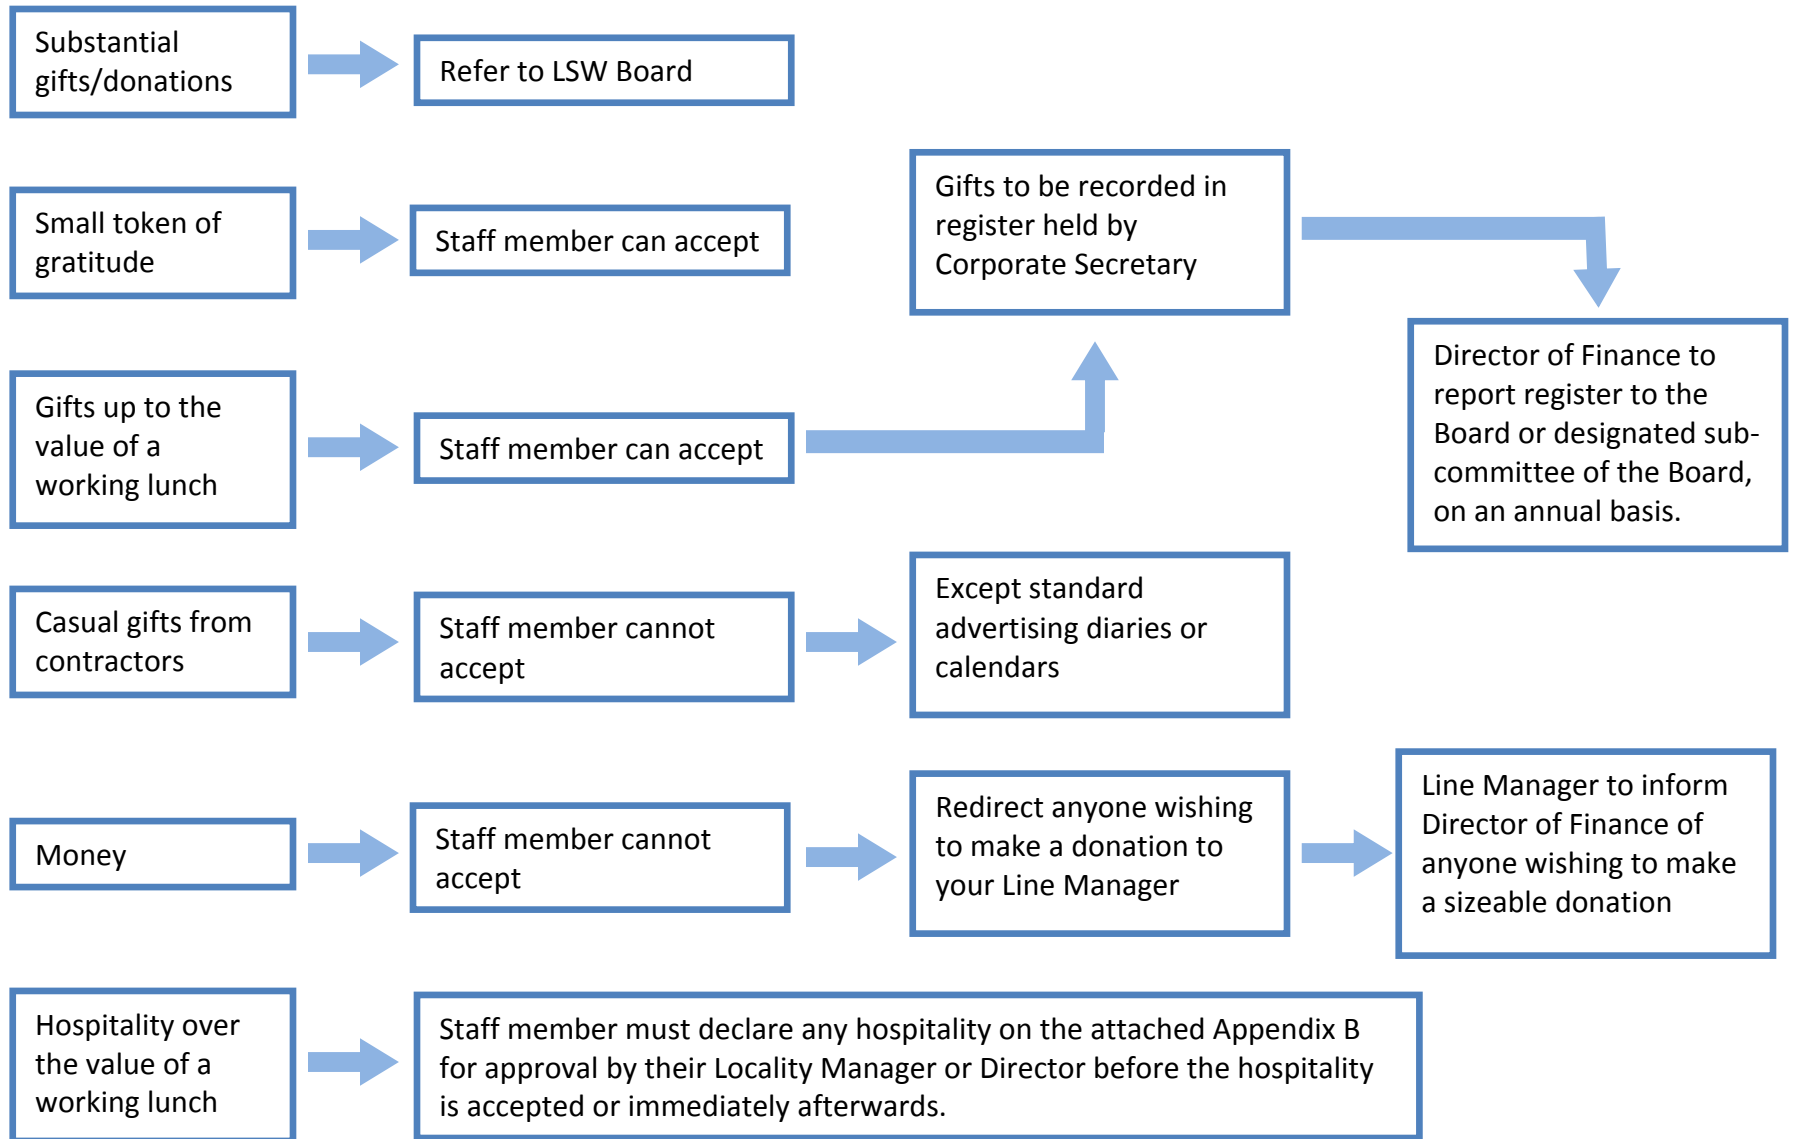 Substantial
gifts/donations
Refer to LSW Board
Small token of
gratitude
Staff member can accept
Gifts to be recorded in
register held by
Corporate Secretary
Gifts up to the
value of a
working lunch
Staff member can accept
Director of Finance to
report register to the
Board or designated sub-
committee of the Board,
on an annual basis.
Casual gifts from
contractors
Staff member cannot
accept
Except standard
advertising diaries or
calendars
Money
Staff member cannot
accept
Redirect anyone wishing
to make a donation to
your Line Manager
Line Manager to inform
Director of Finance of
anyone wishing to make
a sizeable donation
Hospitality over
the value of a
working lunch
Staff member must declare any hospitality on the attached Appendix B
for approval by their Locality Manager or Director before the hospitality
is accepted or immediately afterwards.